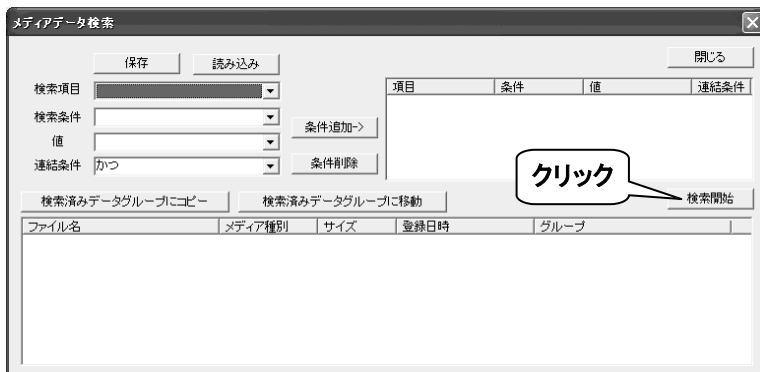 メディアデータ検索
保存 読み込み 閉じる
検索項目 項目 条件 値 連結条件
検索条件
条件追加->
値
連結条件 かつ 条件削除
クリック
検索済みデータグループにコピー 検索済みデータグループに移動 検索開始
ファイル名 メディア種別 サイズ 登録日時 グループ